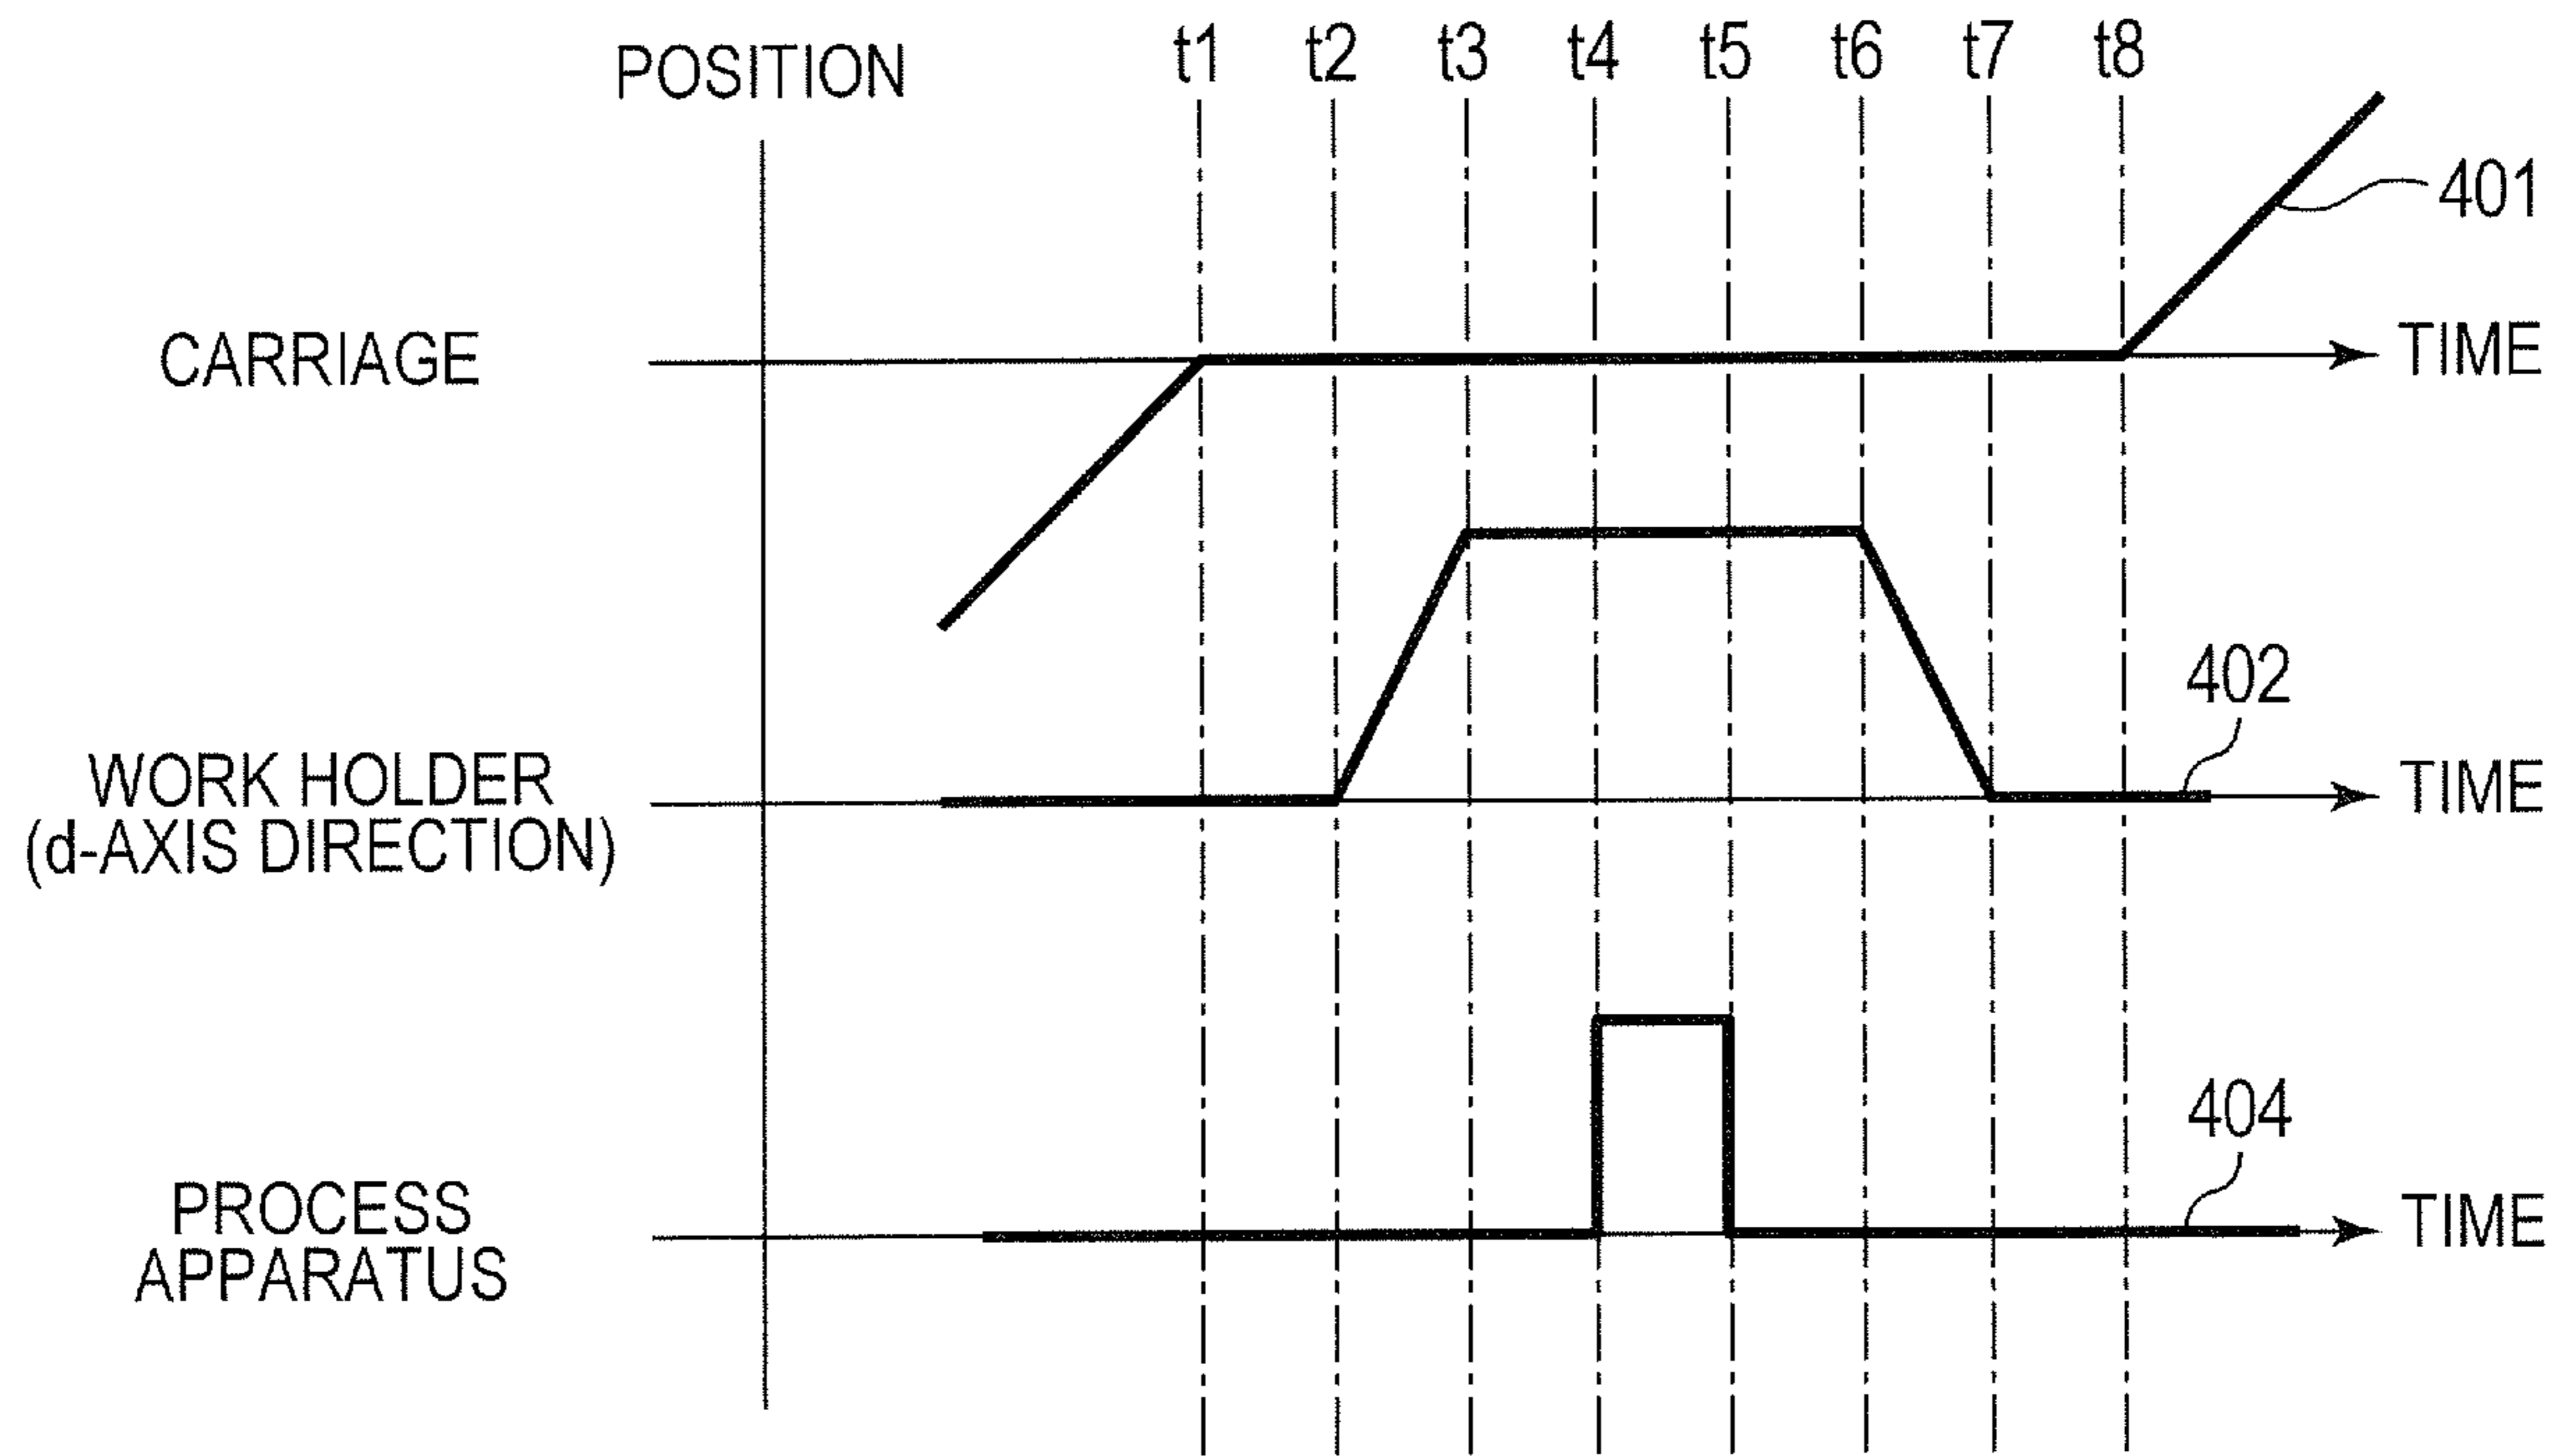 POSITION
t1 t2 t3 t4 t5 t6 t7 t8
401
CARRIAGE
TIME
402
WORK HOLDER
(d-AXIS DIRECTION)
TIME
404
PROCESS
APPARATUS
TIME